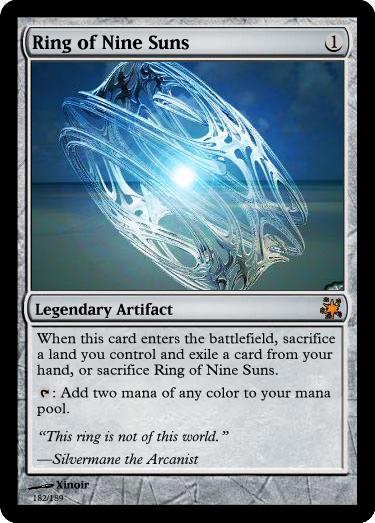 Ring of Nine Suns 1
Legendary Artifact
When this card enters the battlefield, sacrifice
a land you control and exile a card from your
hand, or sacrifice Ring of Nine Suns.
: Add two mana of any color to your mana
pool.
“This ring is not of this world.”
—Silvermane the Arcanist
Xinoir
182/189